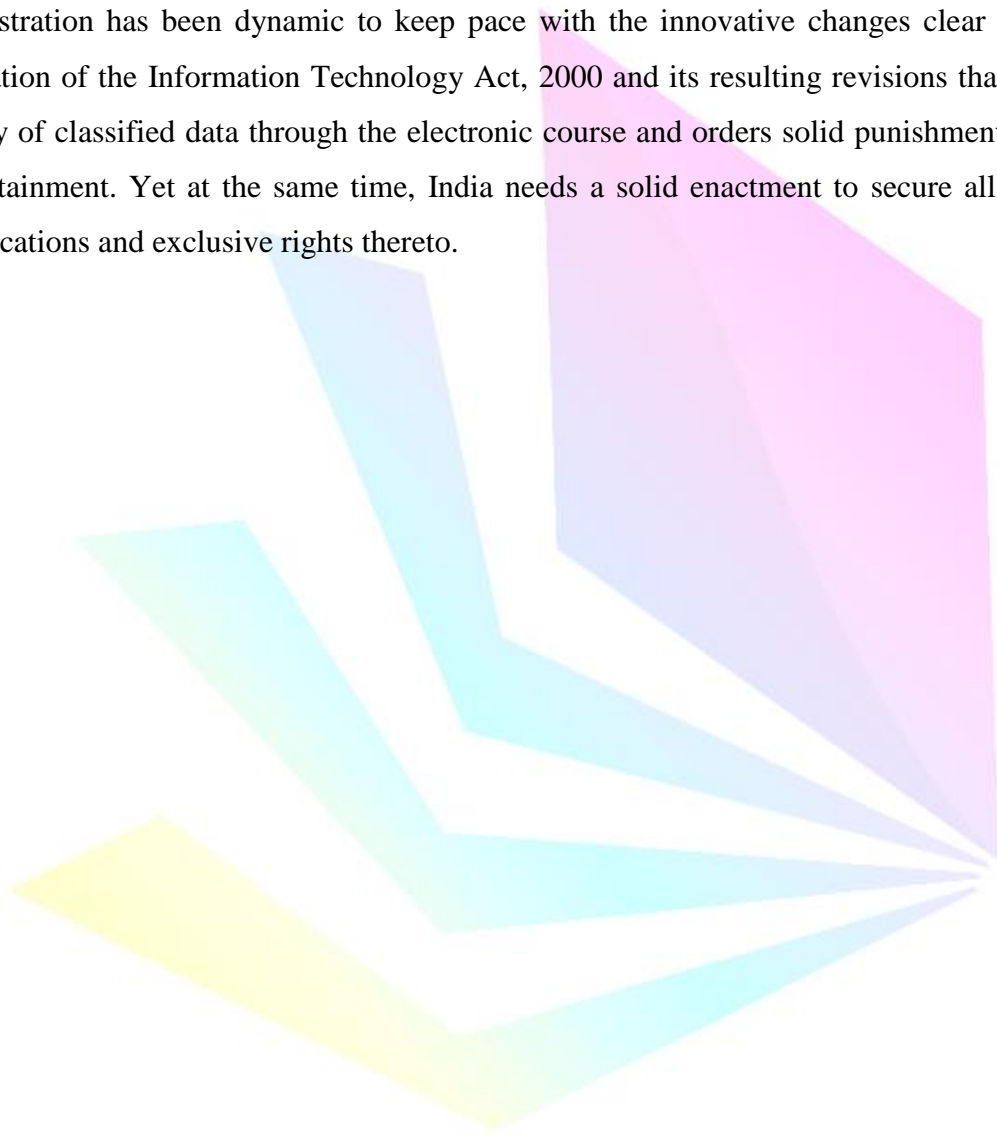 stration has been dynamic to keep pace with the innovative changes clear
ation of the Information Technology Act, 2000 and its resulting revisions tha
y of classified data through the electronic course and orders solid punishment
tainment. Yet at the same time, India needs a solid enactment to secure all
cations and exclusive rights thereto.